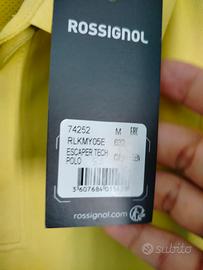 ROSSIGNOL
74252 M
RLKMY05E
ESCAPER TECH
POLO
rossignol.com
subito